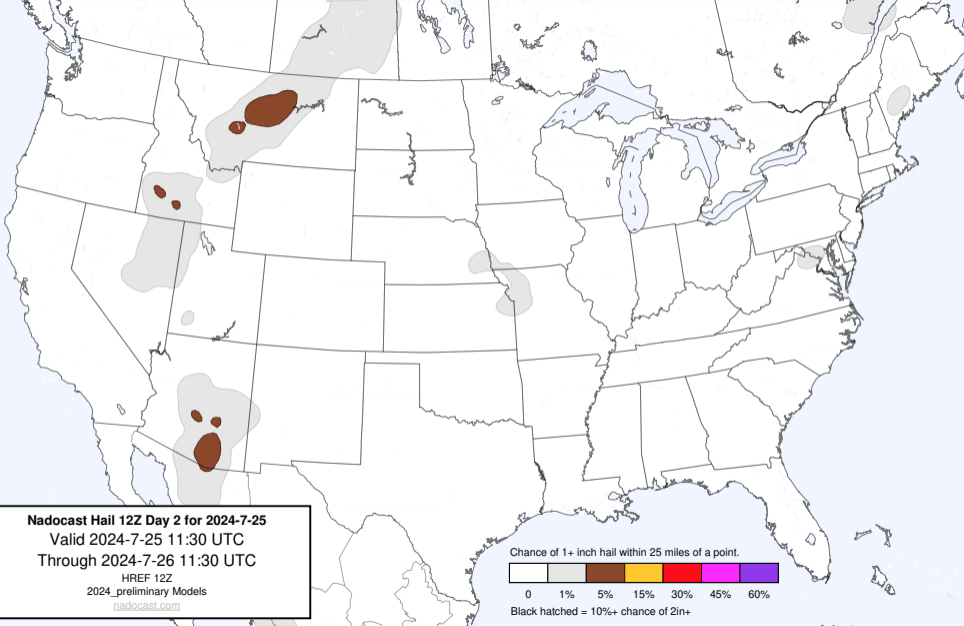 Nadocast Hail 12Z Day 2 for 2024-7-25
Valid 2024-7-25 11:30 UTC
Through 2024-7-26 11:30 UTC
HREF 12Z
2024_preliminary Models
nadocast.com
Chance of 1+ inch hail within 25 miles of a point.
0 1% 5% 15% 30% 45% 60%
Black hatched = 10%+ chance of 2in+